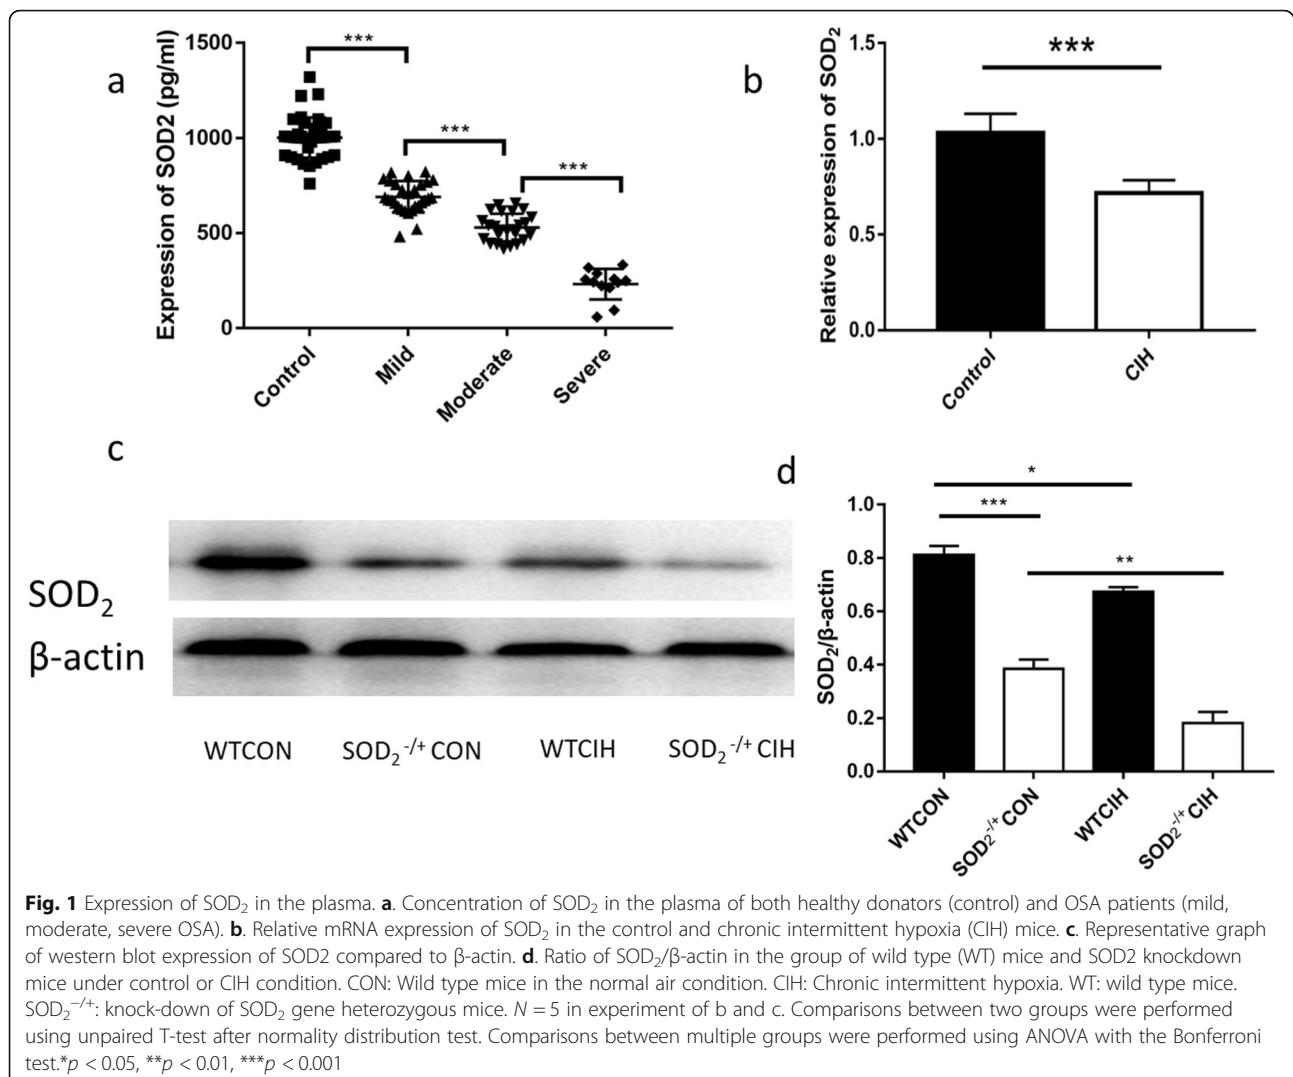 a
Expression of SOD2 (pg/ml)
1500
1000
500
0
***
***
***
Control
Mild
Moderate
Severe
b
Relative expression of SOD₂
1.5
1.0
0.5
0.0
***
Control
CIH
c
SOD₂
β-actin
WTCON
SOD₂⁻/⁺ CON
WTCIH
SOD₂⁻/⁺ CIH
d
SOD₂/β-actin
1.0
0.8
0.6
0.4
0.2
0.0
*
***
**
WTCON
SOD₂⁻/⁺ CON
WTCIH
SOD₂⁻/⁺ CIH
Fig. 1 Expression of SOD₂ in the plasma. a. Concentration of SOD₂ in the plasma of both healthy donators (control) and OSA patients (mild,
moderate, severe OSA). b. Relative mRNA expression of SOD₂ in the control and chronic intermittent hypoxia (CIH) mice. c. Representative graph
of western blot expression of SOD2 compared to β-actin. d. Ratio of SOD₂/β-actin in the group of wild type (WT) mice and SOD2 knockdown
mice under control or CIH condition. CON: Wild type mice in the normal air condition. CIH: Chronic intermittent hypoxia. WT: wild type mice.
SOD₂⁻/⁺: knock-down of SOD₂ gene heterozygous mice. N = 5 in experiment of b and c. Comparisons between two groups were performed
using unpaired T-test after normality distribution test. Comparisons between multiple groups were performed using ANOVA with the Bonferroni
test.*p < 0.05, **p < 0.01, ***p < 0.001